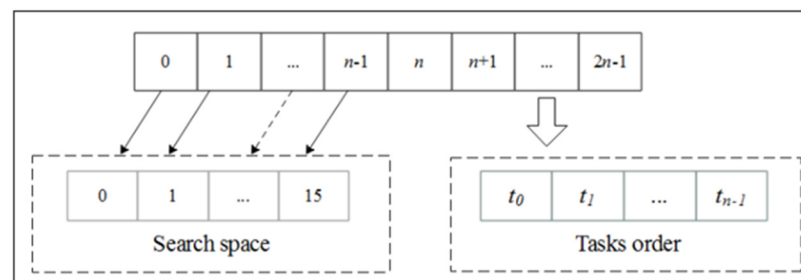 0 1 ... n-1 n n+1 ... 2n-1
0 1 ... 15
Search space
t0 t1 ... tn-1
Tasks order